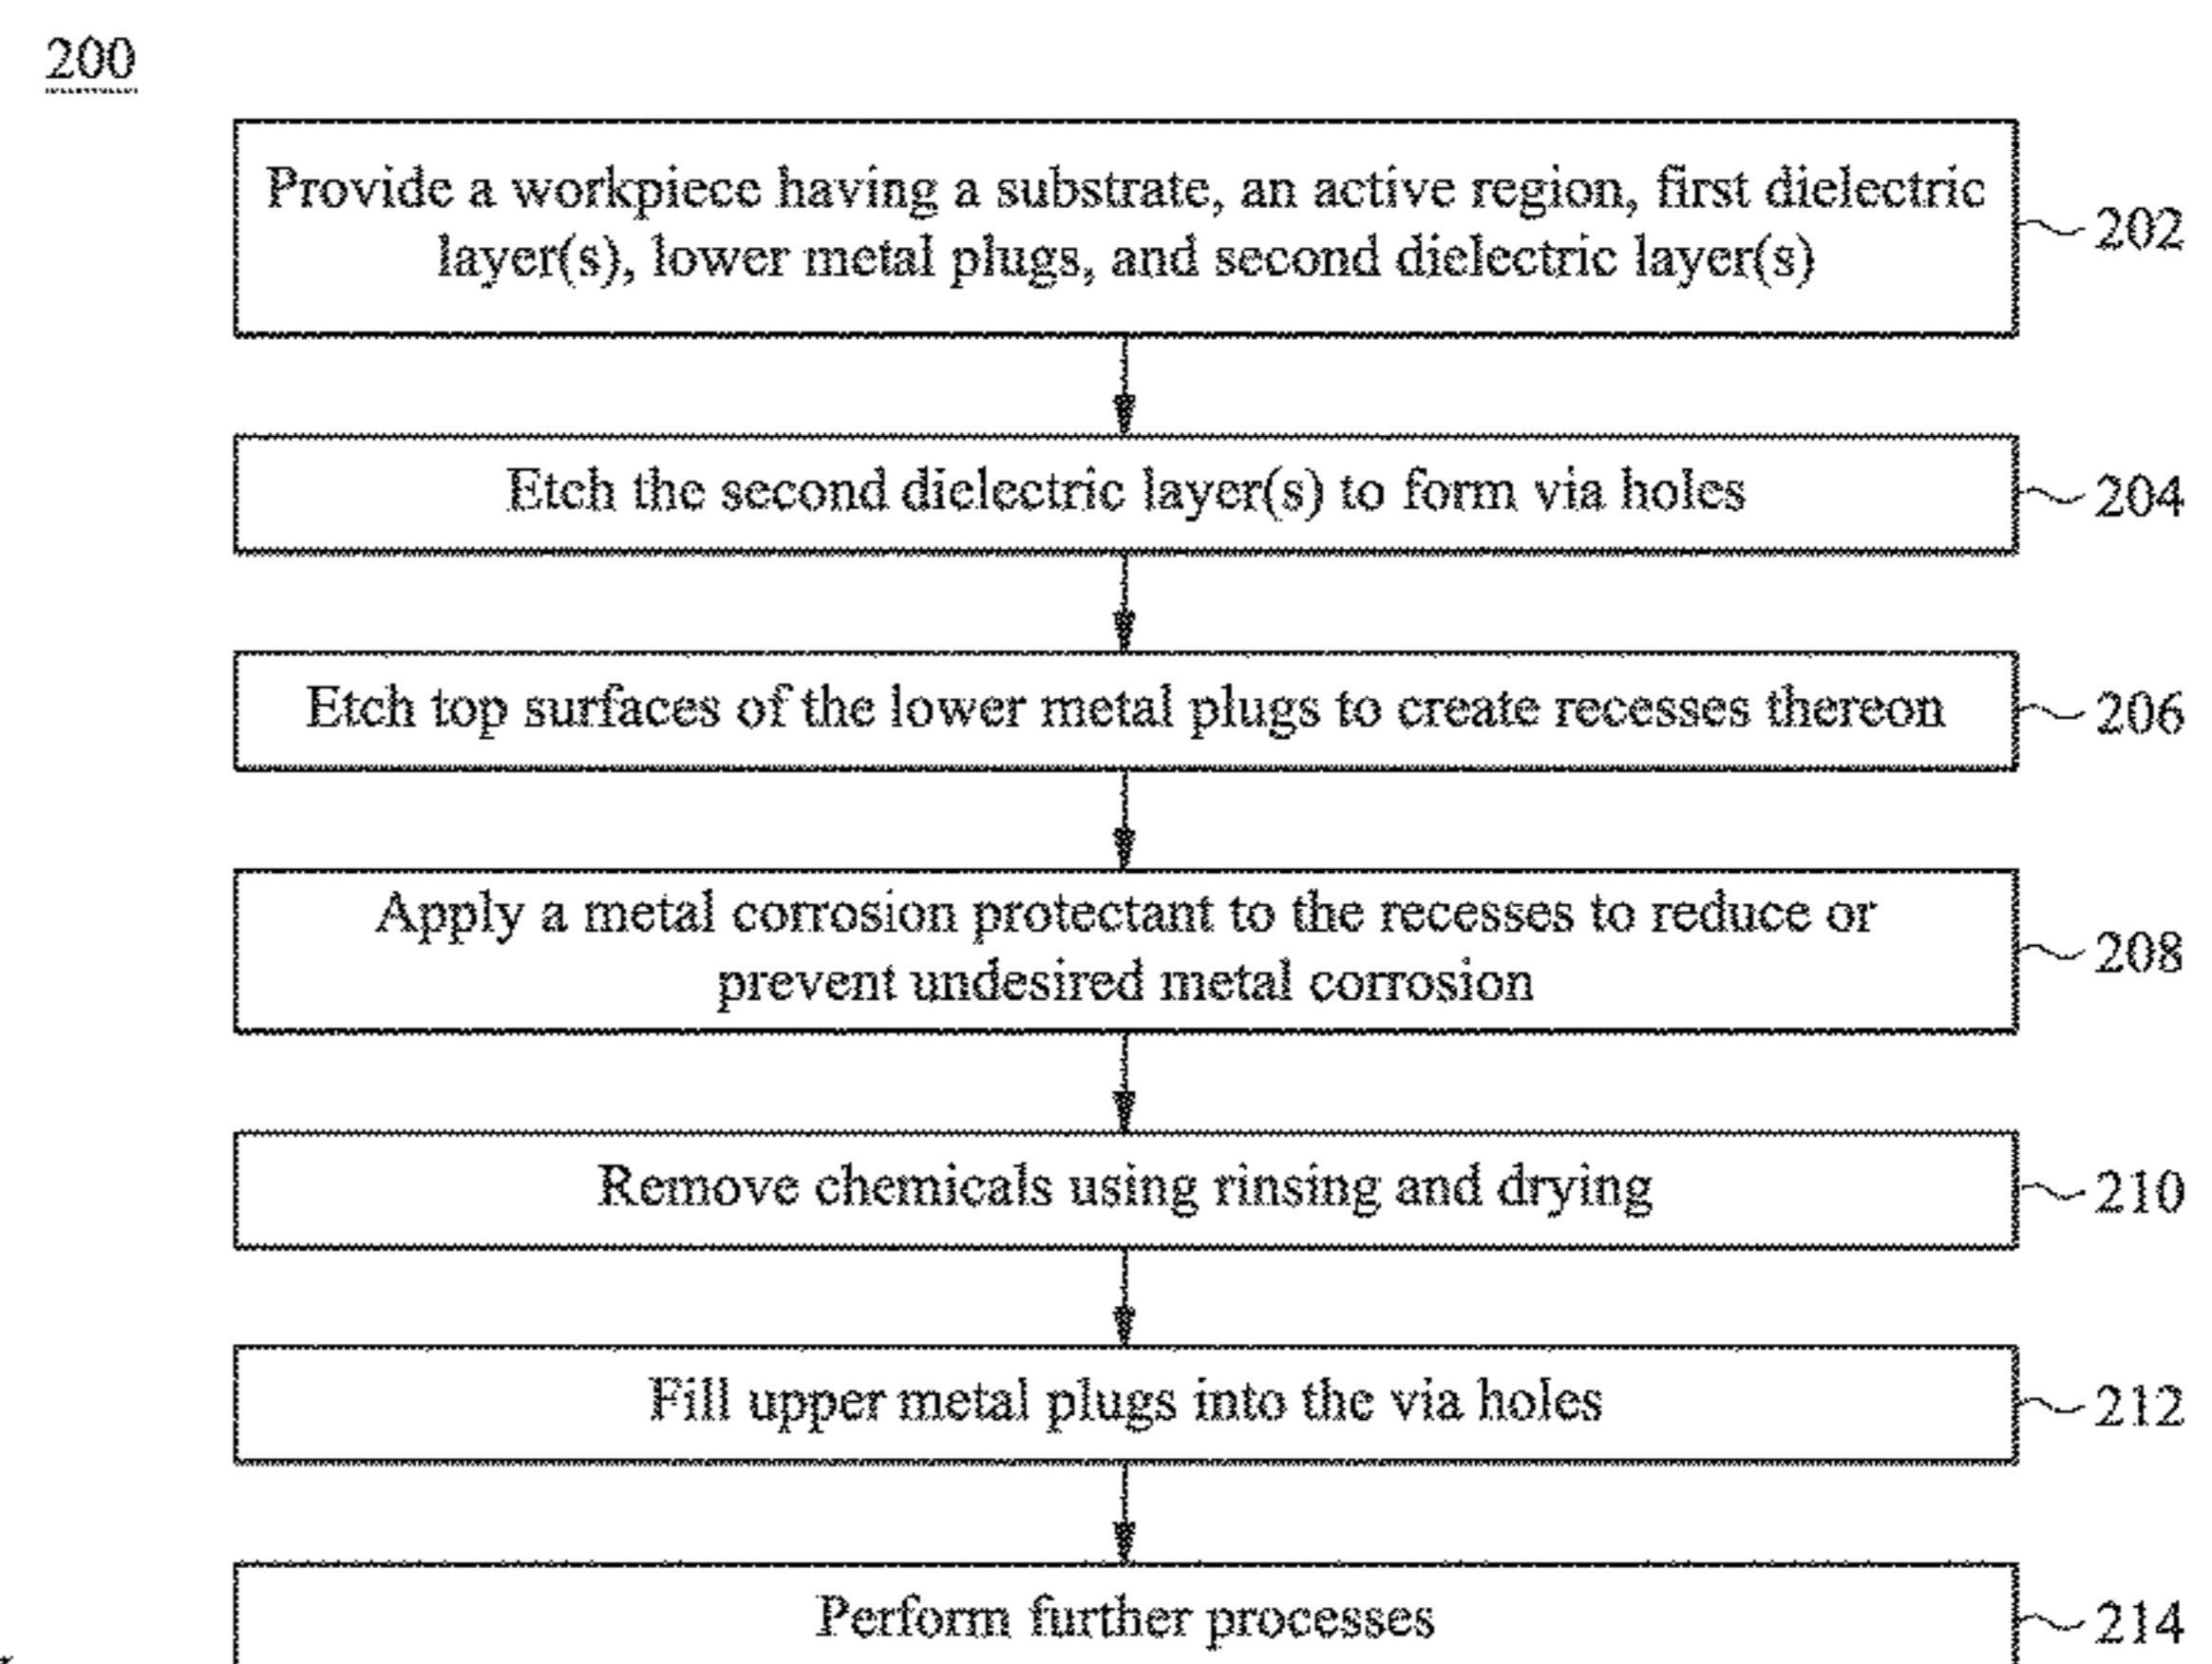 200
Provide a workpiece having a substrate, an active region, first dielectric
layer(s), lower metal plugs, and second dielectric layer(s)
202
Etch the second dielectric layer(s) to form via holes
204
Etch top surfaces of the lower metal plugs to create recesses thereon
206
Apply a metal corrosion protectant to the recesses to reduce or
prevent undesired metal corrosion
208
Remove chemicals using rinsing and drying
210
Fill upper metal plugs into the via holes
212
Perform further processes
214